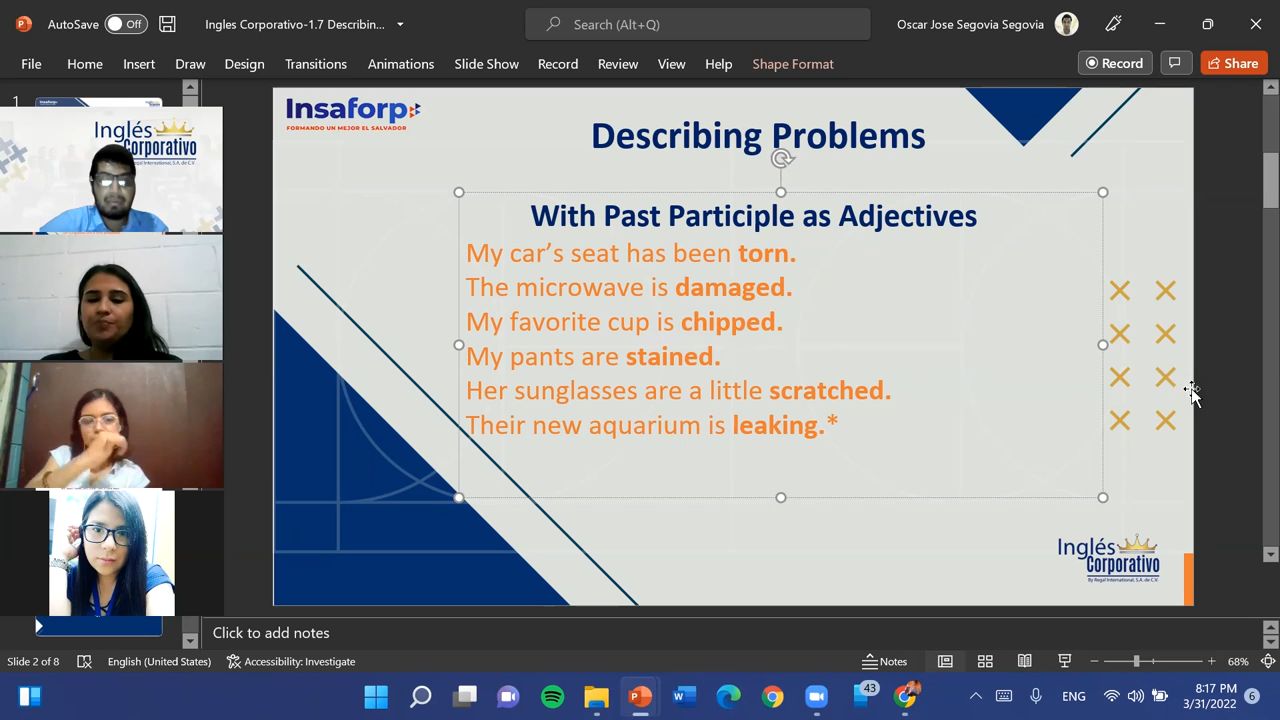 AutoSave Off
Ingles Corporativo-1.7 Describin...
Search (Alt+Q)
Oscar Jose Segovia Segovia
File Home Insert Draw Design Transitions Animations Slide Show Record Review View Help Shape Format
Record
Share
1
Inglés
Corporativo
Insaforp
FORMANDO UN MEJOR EL SALVADOR
Describing Problems
With Past Participle as Adjectives
My car’s seat has been torn.
The microwave is damaged.
My favorite cup is chipped.
My pants are stained.
Her sunglasses are a little scratched.
Their new aquarium is leaking.*
Inglés
Corporativo
By Regal International, S.A. de C.V.
Click to add notes
Slide 2 of 8
English (United States)
Accessibility: Investigate
Notes
68%
43
ENG
8:17 PM
3/31/2022
6